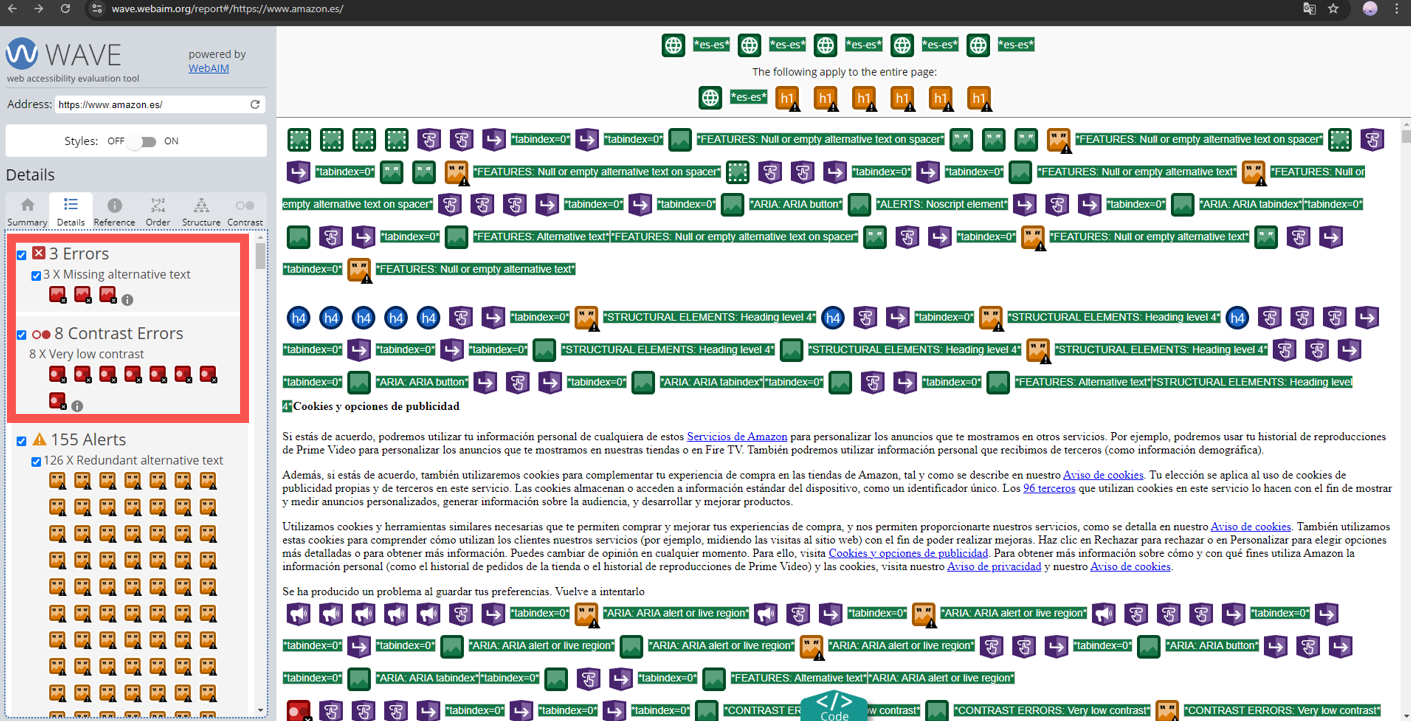 wave.webaim.org/report#/https://www.amazon.es/
WAVE
web accessibility evaluation tool
powered by
WebAIM
Address: https://www.amazon.es/
Styles: OFF ON
Details
Summary Details Reference Order Structure Contrast
3 Errors
3 X Missing alternative text
8 Contrast Errors
8 X Very low contrast
155 Alerts
126 X Redundant alternative text
*es-es* *es-es* *es-es* *es-es* *es-es*
The following apply to the entire page:
*es-es* h1 h1 h1 h1 h1
*tabindex=0* *tabindex=0* *FEATURES: Null or empty alternative text on spacer* *FEATURES: Null or empty alternative text on spacer*
*tabindex=0* *FEATURES: Null or empty alternative text on spacer* *tabindex=0* *tabindex=0* *FEATURES: Null or empty alternative text on spacer* *FEATURES: Null or
empty alternative text on spacer* *tabindex=0* *tabindex=0* *ARIA: ARIA button* *ALERTS: Noscript element* *tabindex=0* *ARIA: ARIA tabindex**tabindex=0*
*tabindex=0* *FEATURES: Alternative text**FEATURES: Null or empty alternative text on spacer* *tabindex=0* *FEATURES: Null or empty alternative text*
*tabindex=0* *FEATURES: Null or empty alternative text*
h4 h4 h4 h4 h4 *tabindex=0* *STRUCTURAL ELEMENTS: Heading level 4* h4 *tabindex=0* *STRUCTURAL ELEMENTS: Heading level 4* h4
*tabindex=0* *tabindex=0* *tabindex=0* *STRUCTURAL ELEMENTS: Heading level 4* *STRUCTURAL ELEMENTS: Heading level 4* *STRUCTURAL ELEMENTS: Heading level 4*
*tabindex=0* *ARIA: ARIA button* *tabindex=0* *ARIA: ARIA tabindex**tabindex=0* *tabindex=0* *FEATURES: Alternative text**STRUCTURAL ELEMENTS: Heading level
4*Cookies y opciones de publicidad
Si estás de acuerdo, podremos utilizar tu información personal de cualquiera de estos Servicios de Amazon para personalizar los anuncios que te mostramos en otros servicios. Por ejemplo, podremos usar tu historial de reproducciones
de Prime Video para personalizar los anuncios que te mostramos en nuestras tiendas o en Fire TV. También podremos utilizar información personal que recibimos de terceros (como información demográfica).
Además, si estás de acuerdo, también utilizaremos cookies para complementar tu experiencia de compra en las tiendas de Amazon, tal y como se describe en nuestro Aviso de cookies. Tu elección se aplica al uso de cookies de
publicidad propias y de terceros en este servicio. Las cookies almacenan o acceden a información estándar del dispositivo, como un identificador único. Los 96 terceros que utilizan cookies en este servicio lo hacen con el fin de mostrar
y medir anuncios personalizados, generar información sobre la audiencia, y desarrollar y mejorar productos.
Utilizamos cookies y herramientas similares necesarias que te permiten comprar y mejorar tus experiencias de compra, y nos permiten proporcionarte nuestros servicios, como se detalla en nuestro Aviso de cookies. También utilizamos
estas cookies para comprender cómo utilizan los clientes nuestros servicios (por ejemplo, midiendo las visitas al sitio web) con el fin de poder realizar mejoras. Haz clic en Rechazar para rechazar o en Personalizar para elegir opciones
más detalladas o para obtener más información. Puedes cambiar de opinión en cualquier momento. Para ello, visita Cookies y opciones de publicidad. Para obtener más información sobre cómo y con qué fines utiliza Amazon la
información personal (como el historial de pedidos de la tienda o el historial de reproducciones de Prime Video) y las cookies, visita nuestro Aviso de privacidad y nuestro Aviso de cookies.
Se ha producido un problema al guardar tus preferencias. Vuelve a intentarlo
*tabindex=0* *ARIA: ARIA alert or live region* *tabindex=0* *ARIA: ARIA alert or live region* *tabindex=0*
*tabindex=0* *tabindex=0* *ARIA: ARIA alert or live region* *ARIA: ARIA alert or live region* *ARIA: ARIA alert or live region* *tabindex=0* *ARIA: ARIA button*
*tabindex=0* *ARIA: ARIA tabindex**tabindex=0* *tabindex=0* *FEATURES: Alternative text**ARIA: ARIA alert or live region*
*tabindex=0* *tabindex=0* *tabindex=0* *CONTRAST ER low contrast* *CONTRAST ERRORS: Very low contrast* *CONTRAST ERRORS: Very low contrast*
</> Code